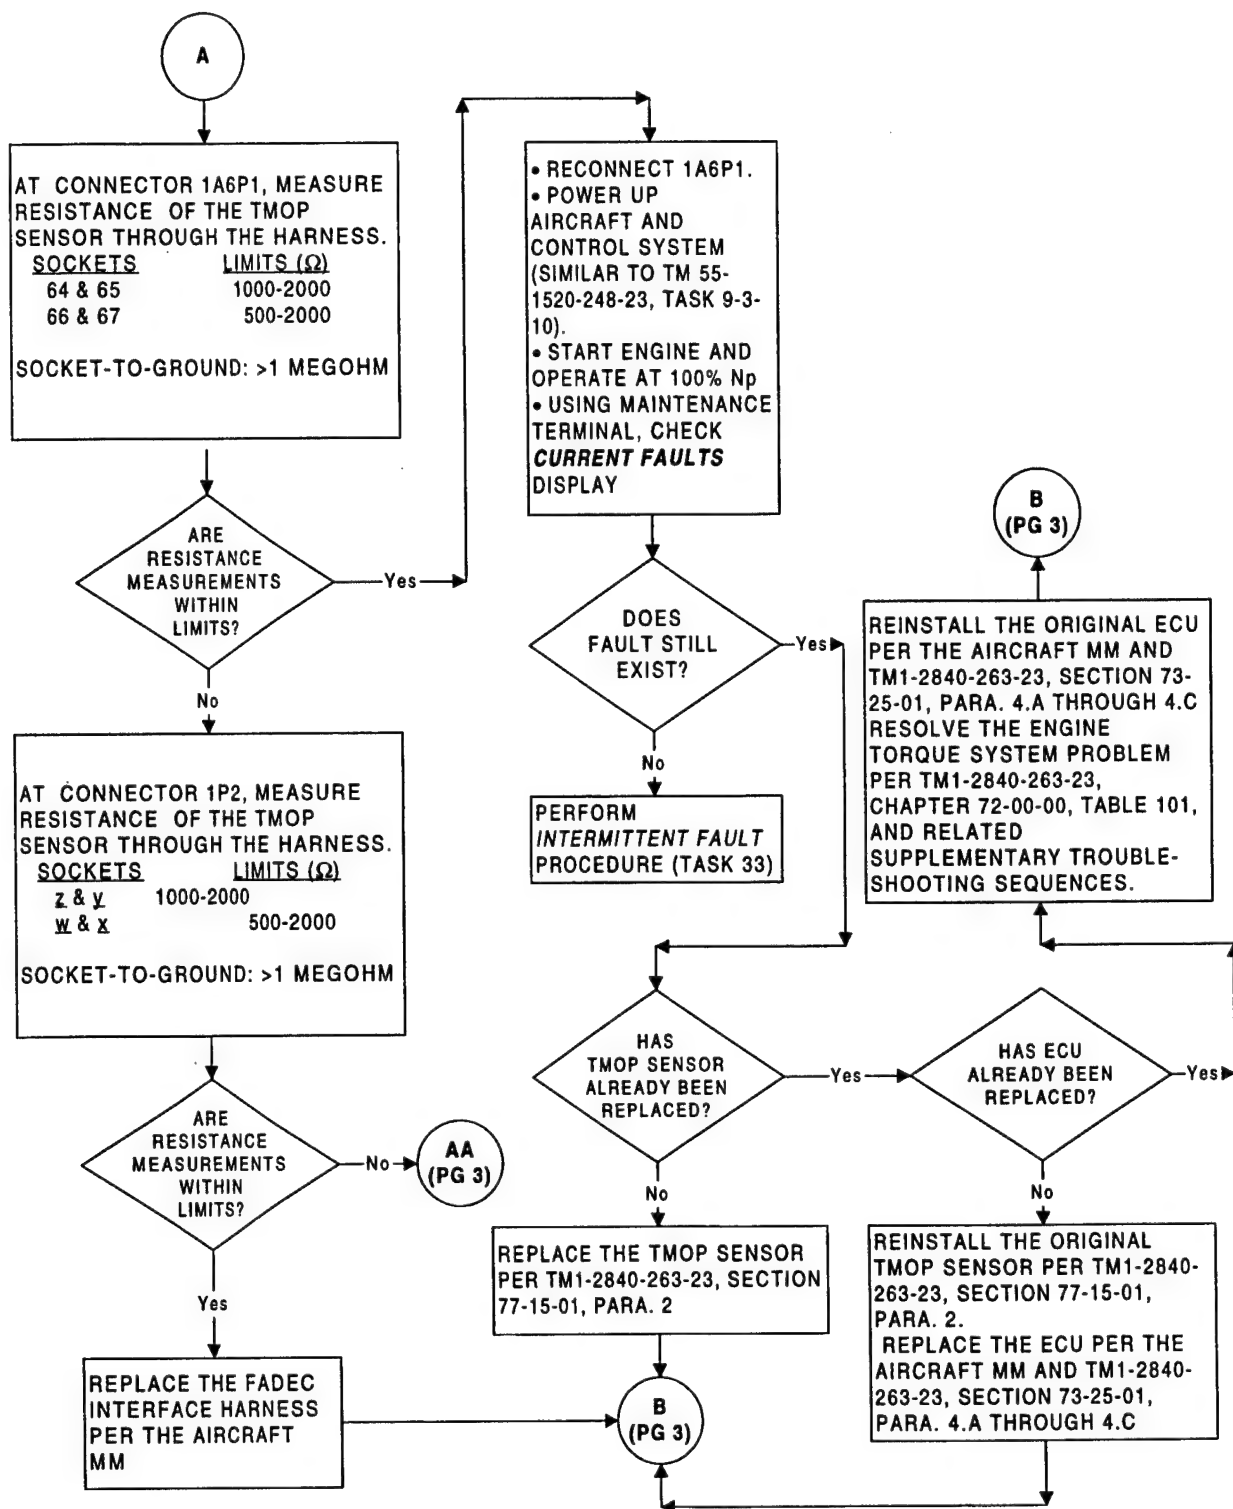 A
AT CONNECTOR 1A6P1, MEASURE
RESISTANCE OF THE TMOP
SENSOR THROUGH THE HARNESS.
SOCKETS LIMITS (Ω)
64 & 65 1000-2000
66 & 67 500-2000
SOCKET-TO-GROUND: >1 MEGOHM
ARE
RESISTANCE
MEASUREMENTS
WITHIN
LIMITS?
Yes
No
AT CONNECTOR 1P2, MEASURE
RESISTANCE OF THE TMOP
SENSOR THROUGH THE HARNESS.
SOCKETS LIMITS (Ω)
z & y 1000-2000
w & x 500-2000
SOCKET-TO-GROUND: >1 MEGOHM
ARE
RESISTANCE
MEASUREMENTS
WITHIN
LIMITS?
No
AA
(PG 3)
Yes
REPLACE THE FADEC
INTERFACE HARNESS
PER THE AIRCRAFT
MM
• RECONNECT 1A6P1.
• POWER UP
AIRCRAFT AND
CONTROL SYSTEM
(SIMILAR TO TM 55-
1520-248-23, TASK 9-3-
10).
• START ENGINE AND
OPERATE AT 100% Np
• USING MAINTENANCE
TERMINAL, CHECK
CURRENT FAULTS
DISPLAY
DOES
FAULT STILL
EXIST?
Yes
No
PERFORM
INTERMITTENT FAULT
PROCEDURE (TASK 33)
HAS
TMOP SENSOR
ALREADY BEEN
REPLACED?
Yes
No
REPLACE THE TMOP SENSOR
PER TM1-2840-263-23, SECTION
77-15-01, PARA. 2
B
(PG 3)
B
(PG 3)
REINSTALL THE ORIGINAL ECU
PER THE AIRCRAFT MM AND
TM1-2840-263-23, SECTION 73-
25-01, PARA. 4.A THROUGH 4.C
RESOLVE THE ENGINE
TORQUE SYSTEM PROBLEM
PER TM1-2840-263-23,
CHAPTER 72-00-00, TABLE 101,
AND RELATED
SUPPLEMENTARY TROUBLE-
SHOOTING SEQUENCES.
HAS ECU
ALREADY BEEN
REPLACED?
Yes
No
REINSTALL THE ORIGINAL
TMOP SENSOR PER TM1-2840-
263-23, SECTION 77-15-01,
PARA. 2.
REPLACE THE ECU PER THE
AIRCRAFT MM AND TM1-2840-
263-23, SECTION 73-25-01,
PARA. 4.A THROUGH 4.C